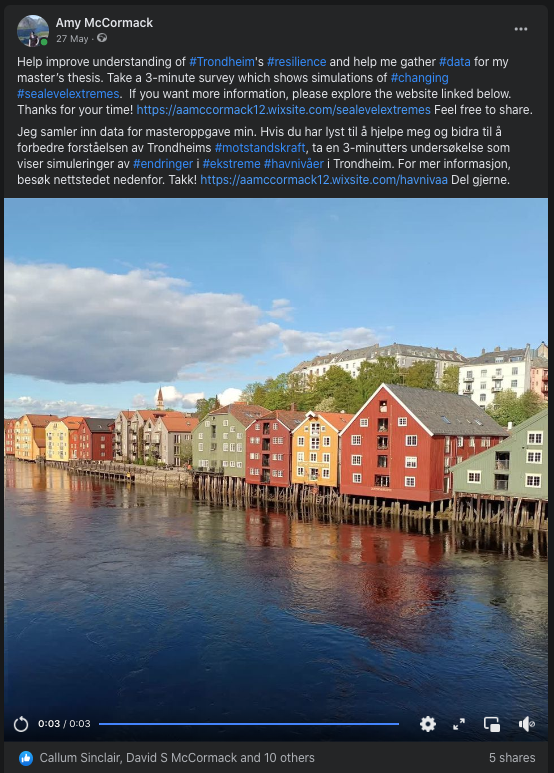 Amy McCormack
27 May ·
Help improve understanding of #Trondheim's #resilience and help me gather #data for my
master's thesis. Take a 3-minute survey which shows simulations of #changing
#sealevelextremes.  If you want more information, please explore the website linked below.
Thanks for your time! https://aamccormack12.wixsite.com/sealevelextremes Feel free to share.
Jeg samler inn data for masteroppgave min. Hvis du har lyst til å hjelpe meg og bidra til å
forbedre forståelsen av Trondheims #motstandskraft, ta en 3-minutters undersøkelse som
viser simuleringer av #endringer i #ekstreme #havnivåer i Trondheim. For mer informasjon,
besøk nettstedet nedenfor. Takk! https://aamccormack12.wixsite.com/havnivaa Del gjerne.
0:03 / 0:03
Callum Sinclair, David S McCormack and 10 others 5 shares